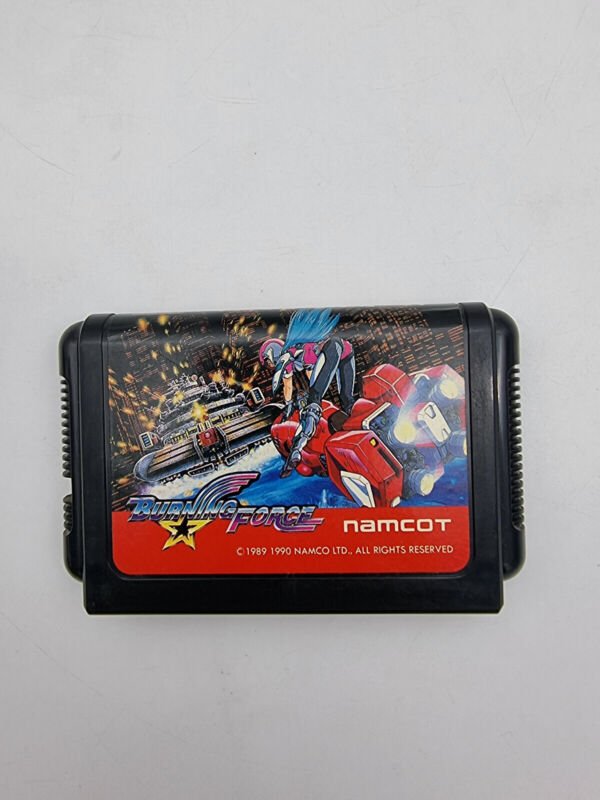 BURNING FORCE
namcoT
© 1989 1990 NAMCO LTD., ALL RIGHTS RESERVED